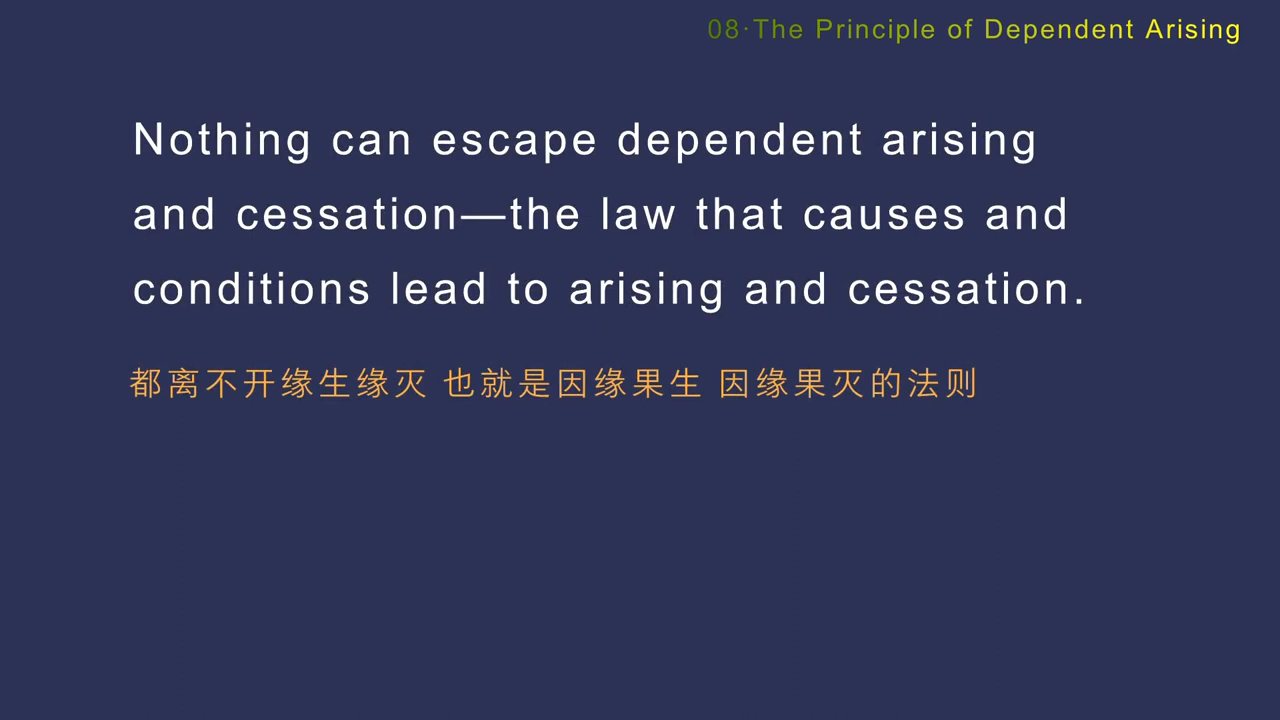 08·The Principle of Dependent Arising
Nothing can escape dependent arising
and cessation—the law that causes and
conditions lead to arising and cessation.
都离不开缘生缘灭 也就是因缘果生 因缘果灭的法则